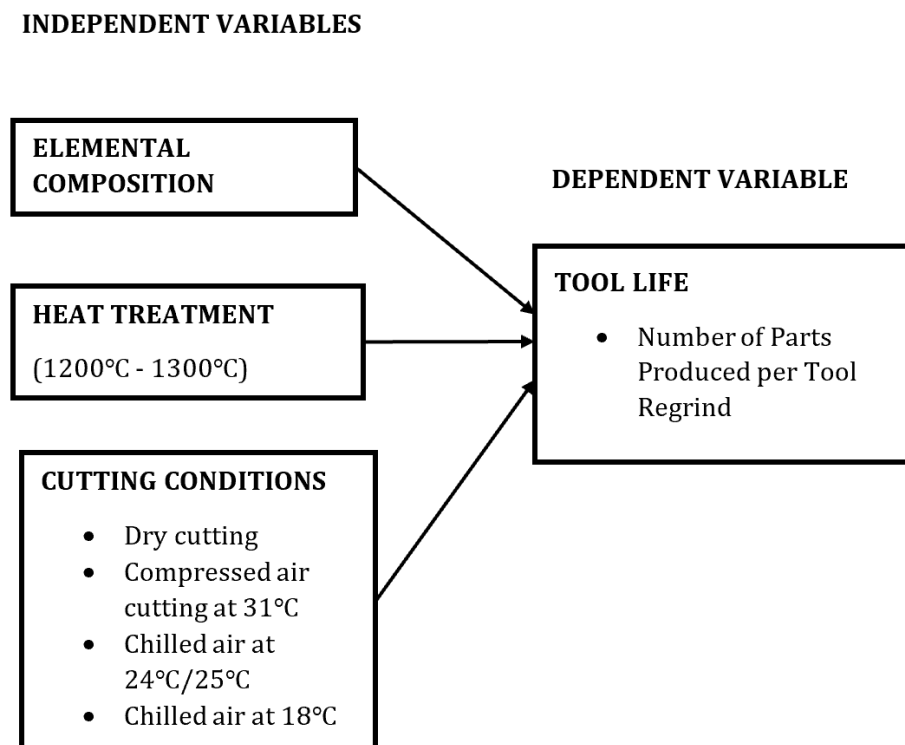 INDEPENDENT VARIABLES
ELEMENTAL
COMPOSITION
HEAT TREATMENT
(1200°C - 1300°C)
CUTTING CONDITIONS
• Dry cutting
• Compressed air
cutting at 31°C
• Chilled air at
24°C/25°C
• Chilled air at 18°C
DEPENDENT VARIABLE
TOOL LIFE
• Number of Parts
Produced per Tool
Regrind